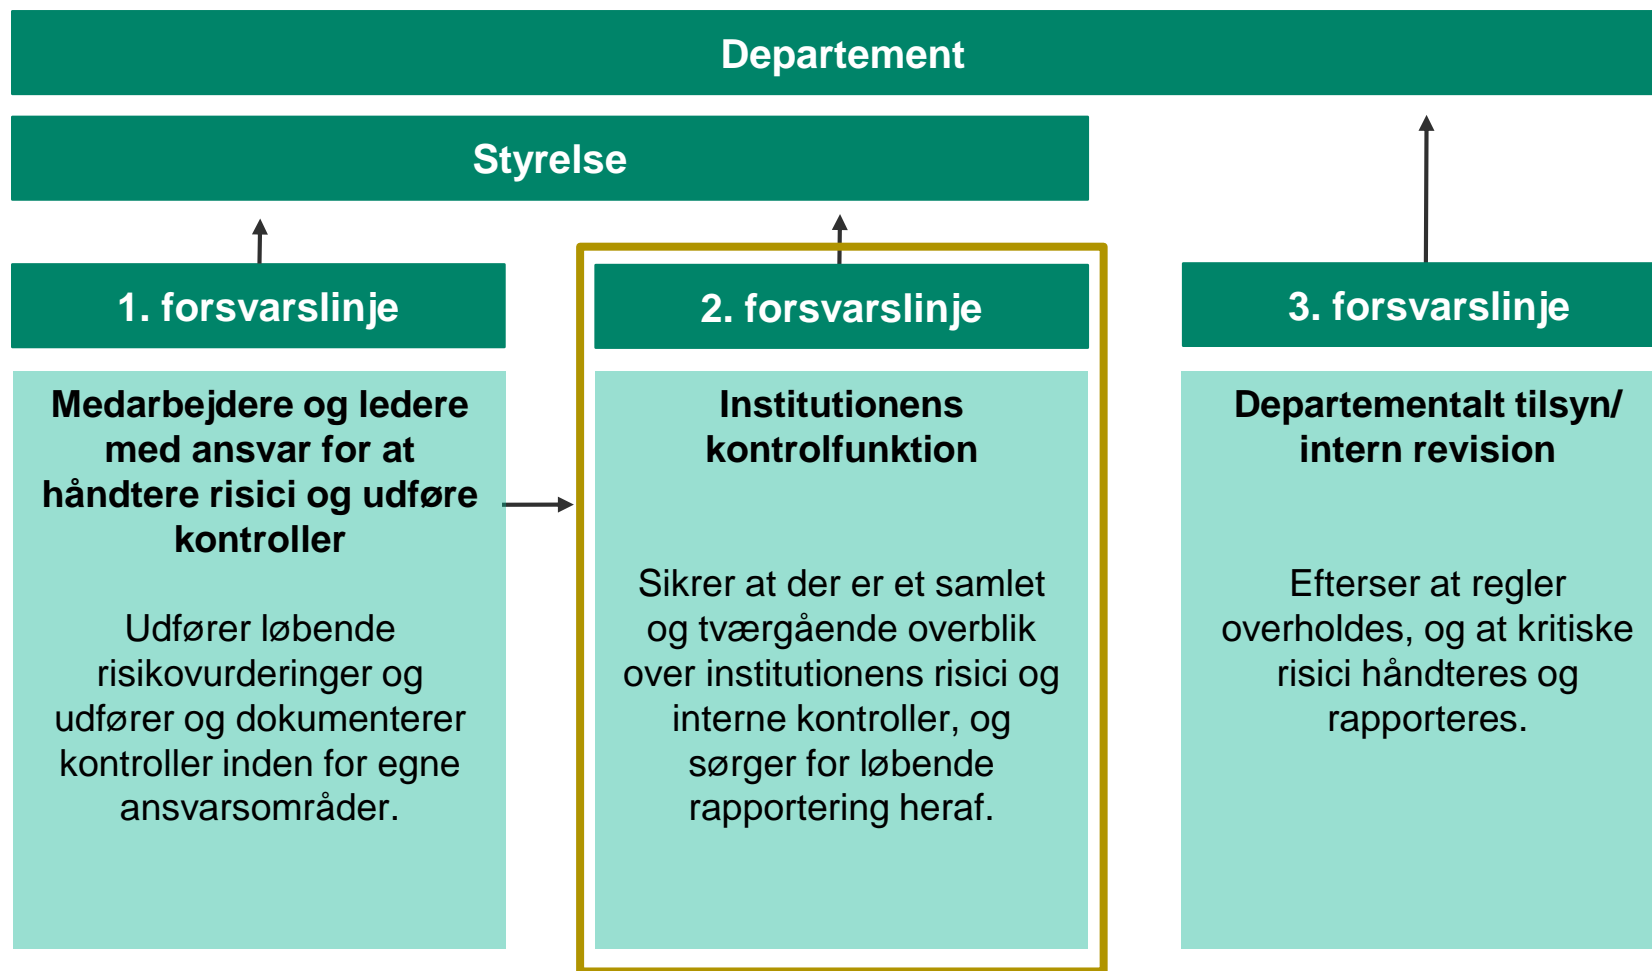 Departement
Styrelse
1. forsvarslinje
Medarbejdere og ledere
med ansvar for at
håndtere risici og udføre
kontroller
Udfører løbende
risikovurderinger og
udfører og dokumenterer
kontroller inden for egne
ansvarsområder.
2. forsvarslinje
Institutionens
kontrolfunktion
Sikrer at der er et samlet
og tværgående overblik
over institutionens risici og
interne kontroller, og
sørger for løbende
rapportering heraf.
3. forsvarslinje
Departementalt tilsyn/
intern revision
Efterser at regler
overholdes, og at kritiske
risici håndteres og
rapporteres.